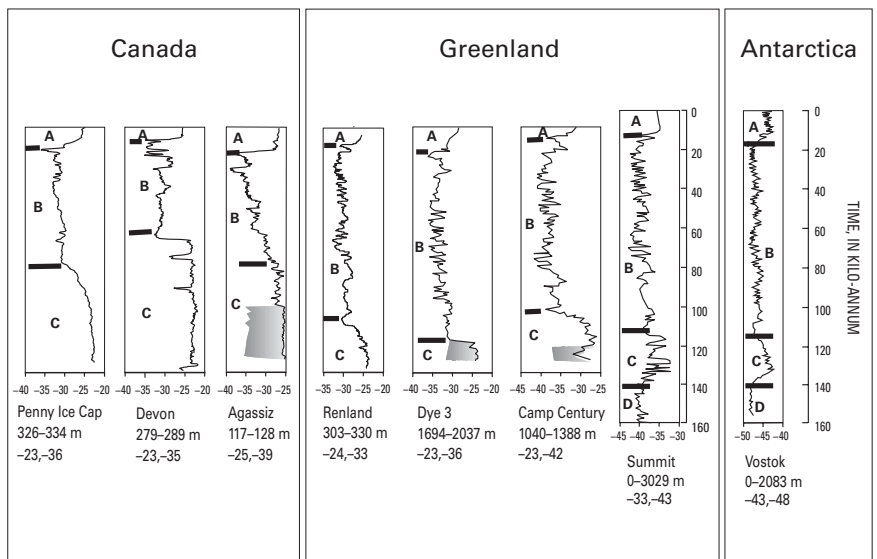 Canada
Greenland
Antarctica
A
B
C
−40 −35 −30 −25 −20
Penny Ice Cap
326–334 m
−23,−36
A
B
C
−40 −35 −30 −25 −20
Devon
279–289 m
−23,−35
A
B
C
−40 −35 −30 −25
Agassiz
117–128 m
−25,−39
A
B
C
−35 −30 −25 −20
Renland
303–330 m
−24,−33
A
B
C
−40 −35 −30 −25 −20
Dye 3
1694–2037 m
−23,−36
A
B
C
−45 −40 −35 −30 −25
Camp Century
1040–1388 m
−23,−42
A
B
C
D
0
20
40
60
80
100
120
140
160
−45 −40 −35 −30
Summit
0–3029 m
−33,−43
A
B
C
D
0
20
40
60
80
100
120
140
160
−50 −45 −40
Vostok
0–2083 m
−43,−48
TIME, IN KILO-ANNUM